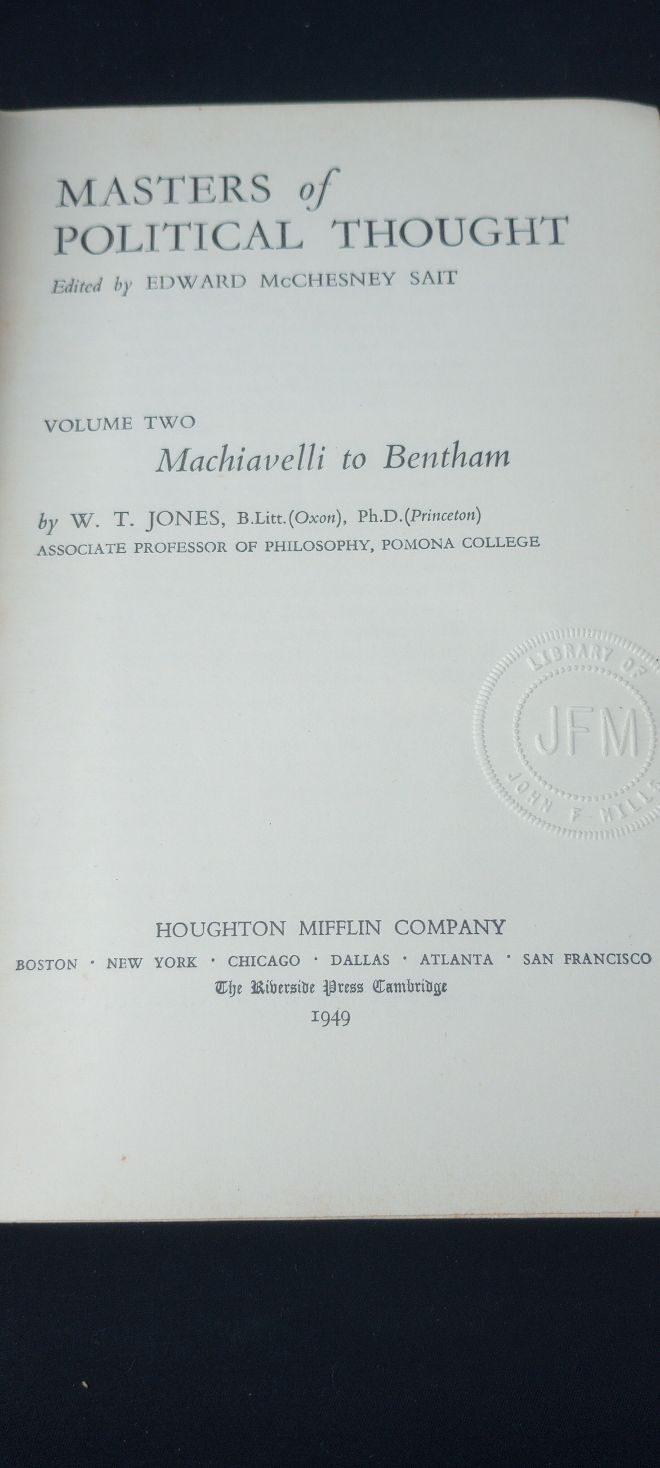 MASTERS of
POLITICAL THOUGHT
Edited by EDWARD McCHESNEY SAIT
VOLUME TWO
Machiavelli to Bentham
by W. T. JONES, B.Litt.(Oxon), Ph.D.(Princeton)
ASSOCIATE PROFESSOR OF PHILOSOPHY, POMONA COLLEGE
LIBRARY OF
JFM
JOHN F MILLS
HOUGHTON MIFFLIN COMPANY
BOSTON · NEW YORK · CHICAGO · DALLAS · ATLANTA · SAN FRANCISCO
The Riverside Press Cambridge
1949